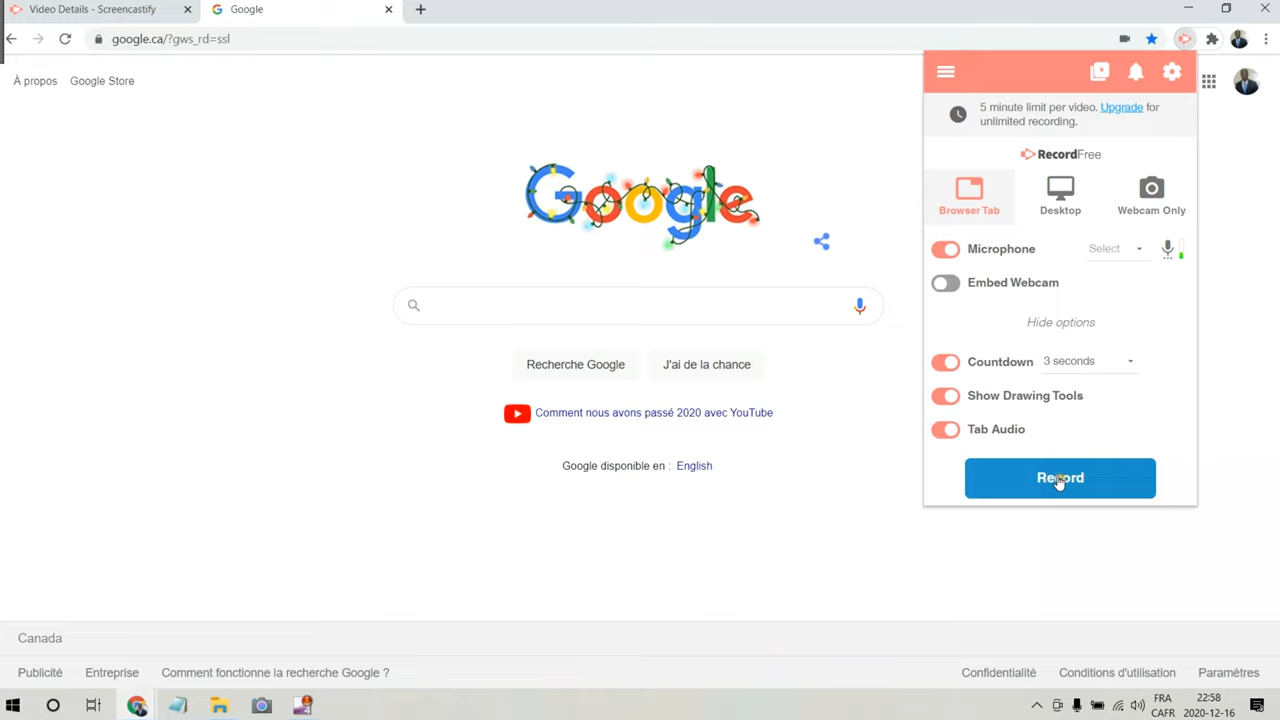 Video Details - Screencastify
Google
google.ca/?gws_rd=ssl
À propos Google Store
5 minute limit per video. Upgrade for
unlimited recording.
RecordFree
Browser Tab Desktop Webcam Only
Google
Microphone Select
Embed Webcam
Hide options
Countdown 3 seconds
Show Drawing Tools
Tab Audio
Record
Recherche Google J'ai de la chance
Comment nous avons passé 2020 avec YouTube
Google disponible en : English
Canada
Publicité Entreprise Comment fonctionne la recherche Google ? Confidentialité Conditions d'utilisation Paramètres
FRA 22:58
CAFR 2020-12-16